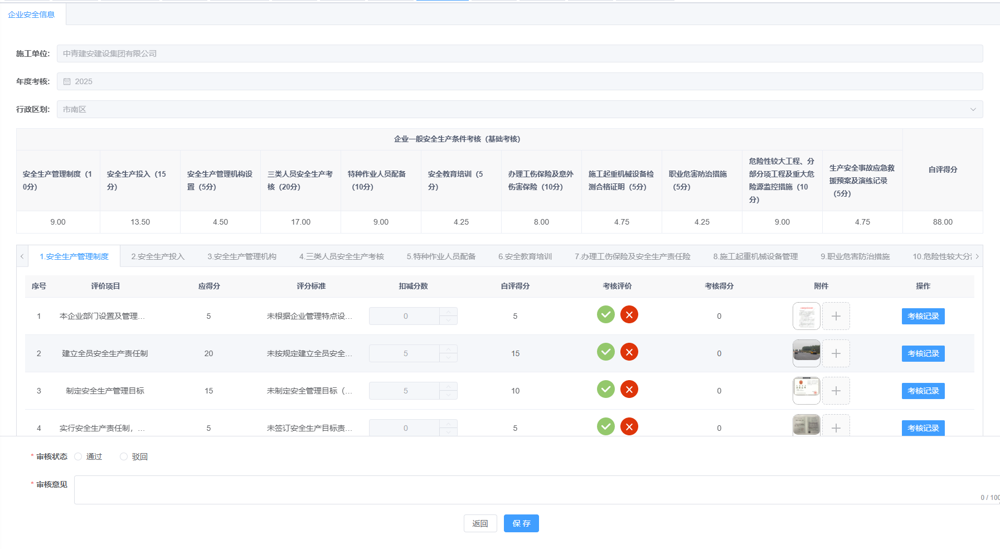 企业安全信息
施工单位: 中青建安建设集团有限公司
年度考核: 2025
行政区划: 市南区
企业一般安全生产条件考核（基础考核）
自评得分
安全生产管理制度（1
0分）
安全生产投入（15
分）
安全生产管理机构设
置（5分）
三类人员安全生产考
核（20分）
特种作业人员配备
（10分）
安全教育培训（5
分）
办理工伤保险及意外
伤害保险（10分）
施工起重机械设备检
测合格证明（5分）
职业危害防治措施
（5分）
危险性较大工程、分
部分项工程及重大危
险源监控措施（10
分）
生产安全事故应急救
援预案及演练记录
（5分）
9.00 13.50 4.50 17.00 9.00 4.25 8.00 4.75 4.25 9.00 4.75 88.00
1.安全生产管理制度 2.安全生产投入 3.安全生产管理机构 4.三类人员安全生产考核 5.特种作业人员配备 6.安全教育培训 7.办理工伤保险及安全生产责任险 8.施工起重机械设备管理 9.职业危害防治措施 10.危险性较大分
序号 评价项目 应得分 评分标准 扣减分数 自评得分 考核评价 考核得分 附件 操作
1 本企业部门设置及管理… 5 未根据企业管理特点设… 0 5 0 考核记录
2 建立全员安全生产责任制 20 未按规定建立全员安全… 5 15 0 考核记录
3 制定安全生产管理目标 15 未制定安全管理目标（… 5 10 0 考核记录
4 实行安全生产责任制，… 5 未签订安全生产目标责… 0 5 0 考核记录
* 审核状态 通过 驳回
* 审核意见
0 / 100
返回 保存